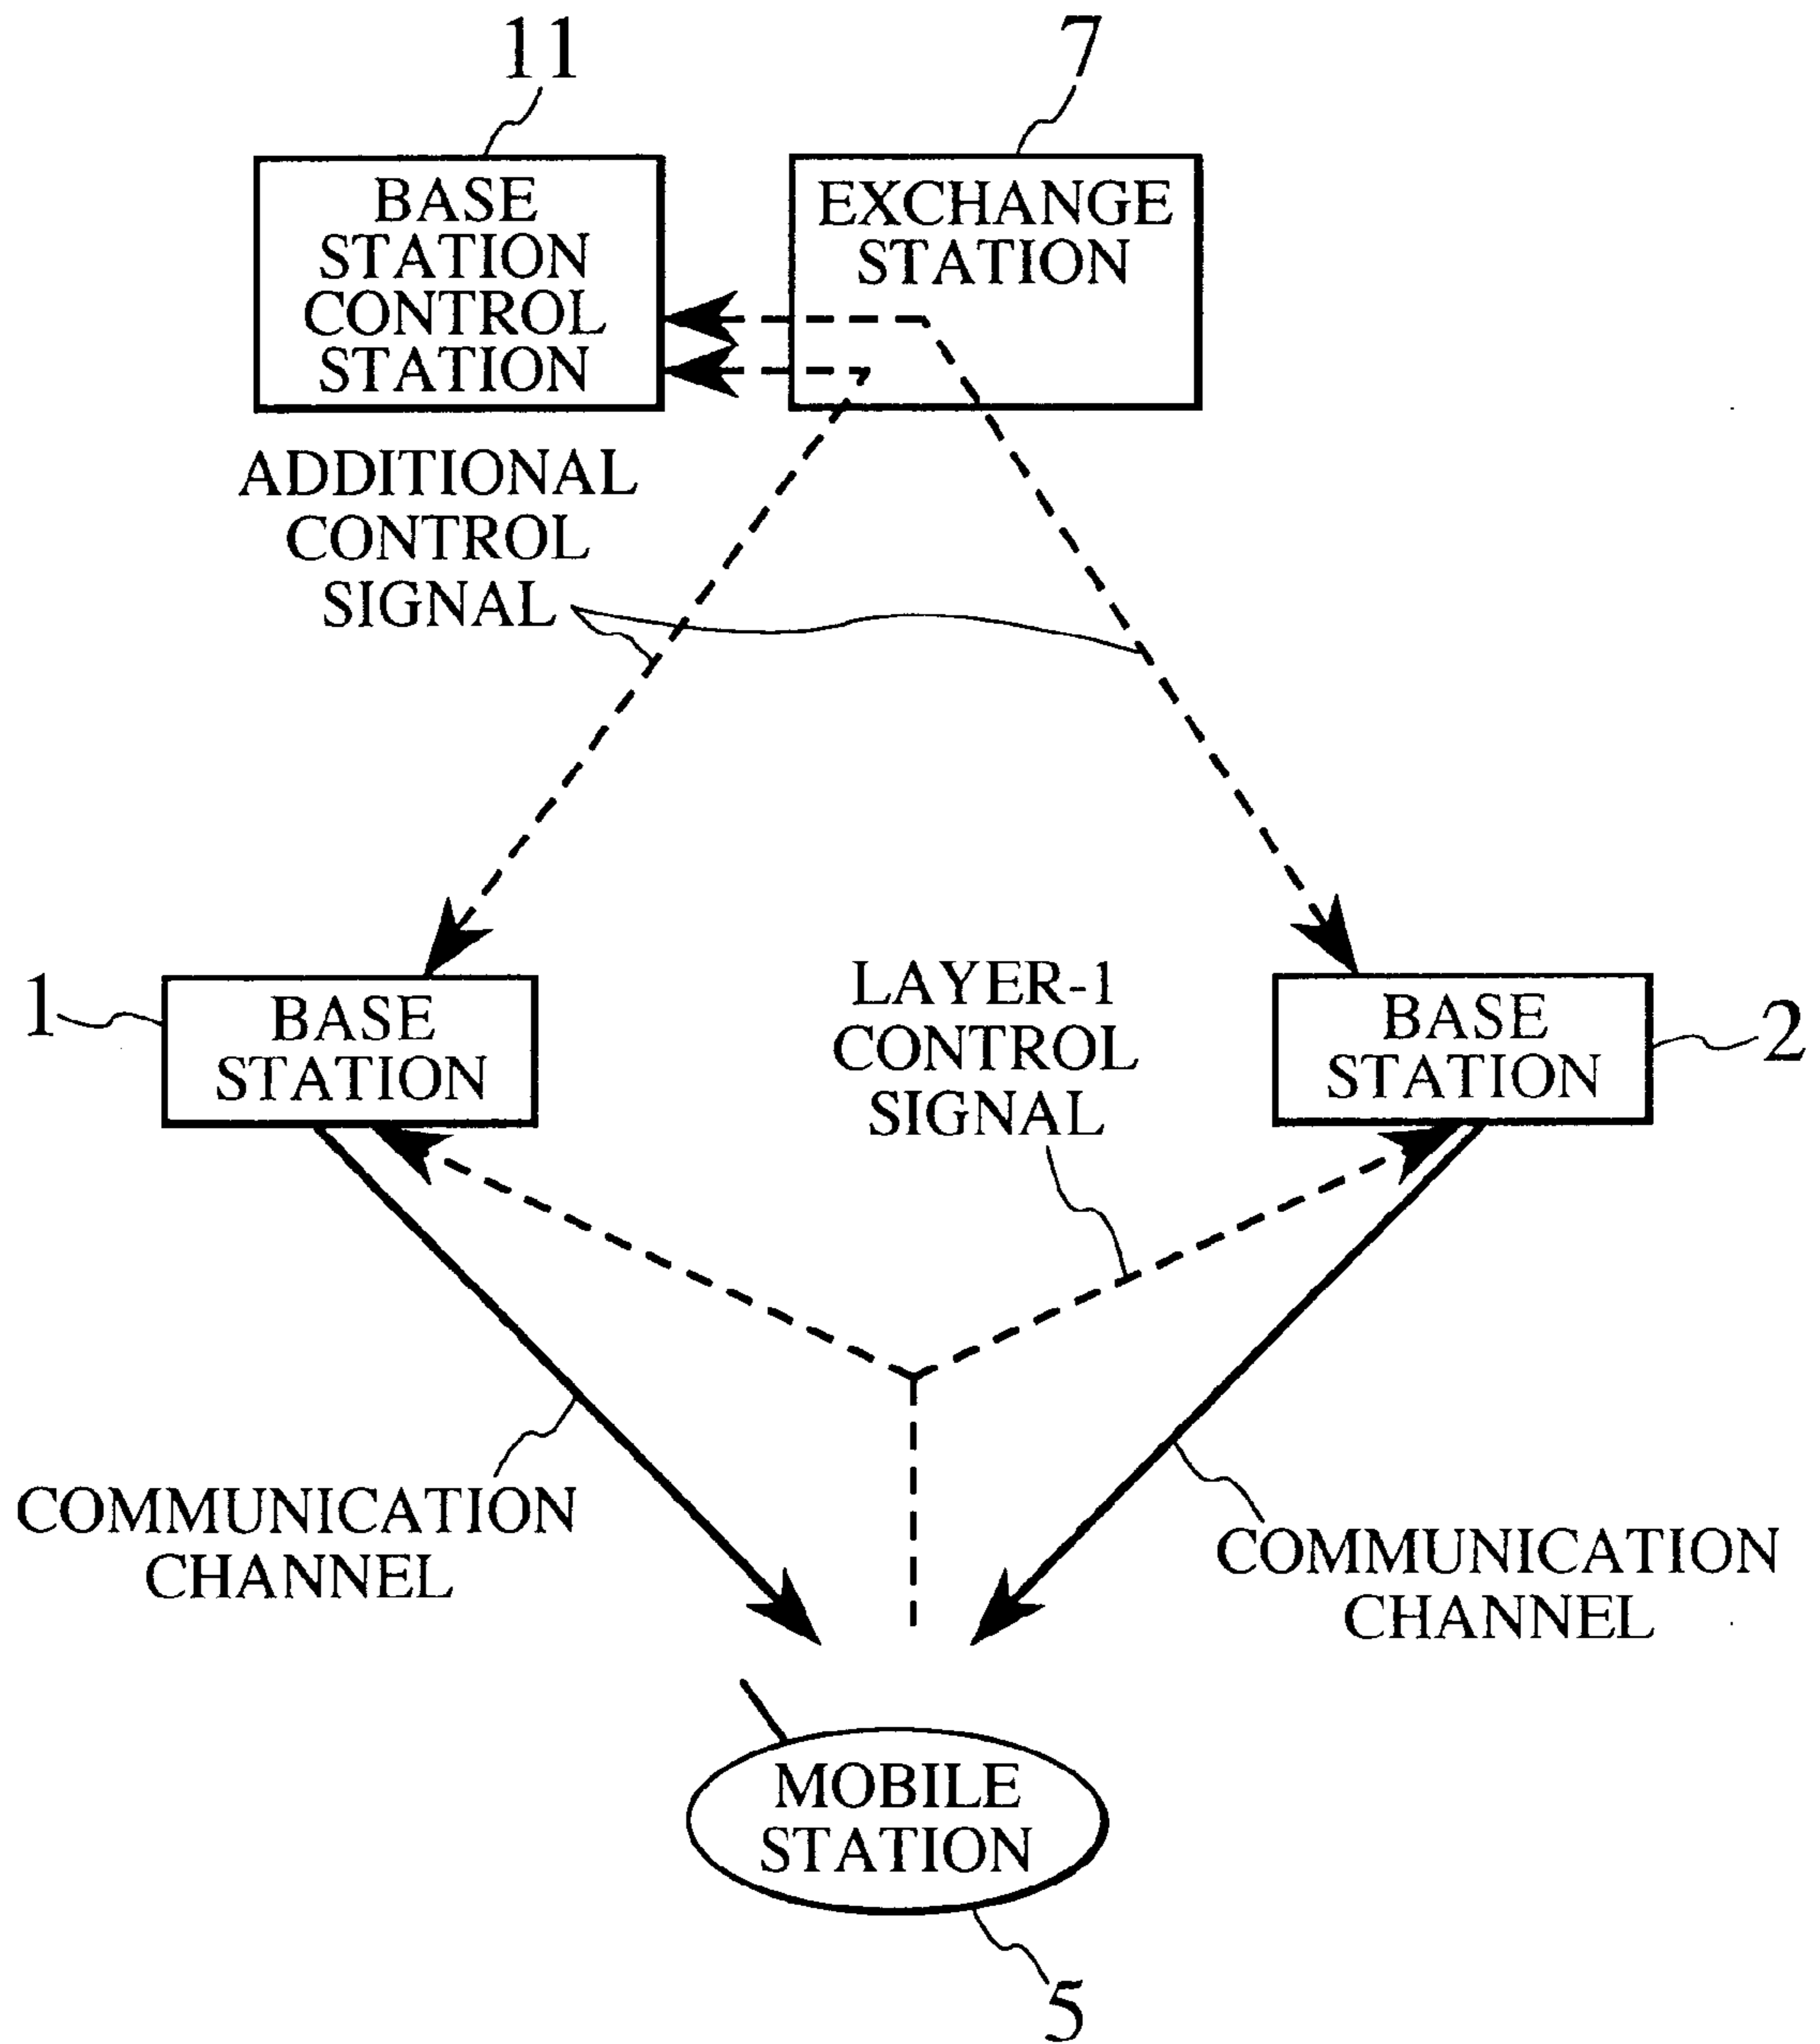 11
7
BASE
STATION
CONTROL
STATION
EXCHANGE
STATION
ADDITIONAL
CONTROL
SIGNAL
1
BASE
STATION
LAYER-1
CONTROL
SIGNAL
BASE
STATION
2
COMMUNICATION
CHANNEL
COMMUNICATION
CHANNEL
MOBILE
STATION
5